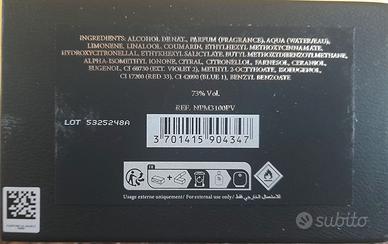 INGREDIENTS: ALCOHOL DENAT., PARFUM (FRAGRANCE), AQUA (WATER/EAU),
LIMONENE, LINALOOL, COUMARIN, ETHYLHEXYL METHOXYCINNAMATE,
HYDROXYCITRONELLAL, ETHYLHEXYL SALICYLATE, BUTYL METHOXYDIBENZOYLMETHANE,
ALPHA-ISOMETHYL IONONE, CITRAL, CITRONELLOL, FARNESOL, GERANIOL,
EUGENOL, CI 60730 (EXT. VIOLET 2), METHYL 2-OCTYNOATE, ISOEUGENOL,
CI 17200 (RED 33), CI 42090 (BLUE 1), BENZYL BENZOATE
73% Vol.
REF. NPM3100PV
LOT 5325248A
3 701415 904347
Usage externe uniquement/ For external use only/ للاستعمال الخارجي فقط
subito